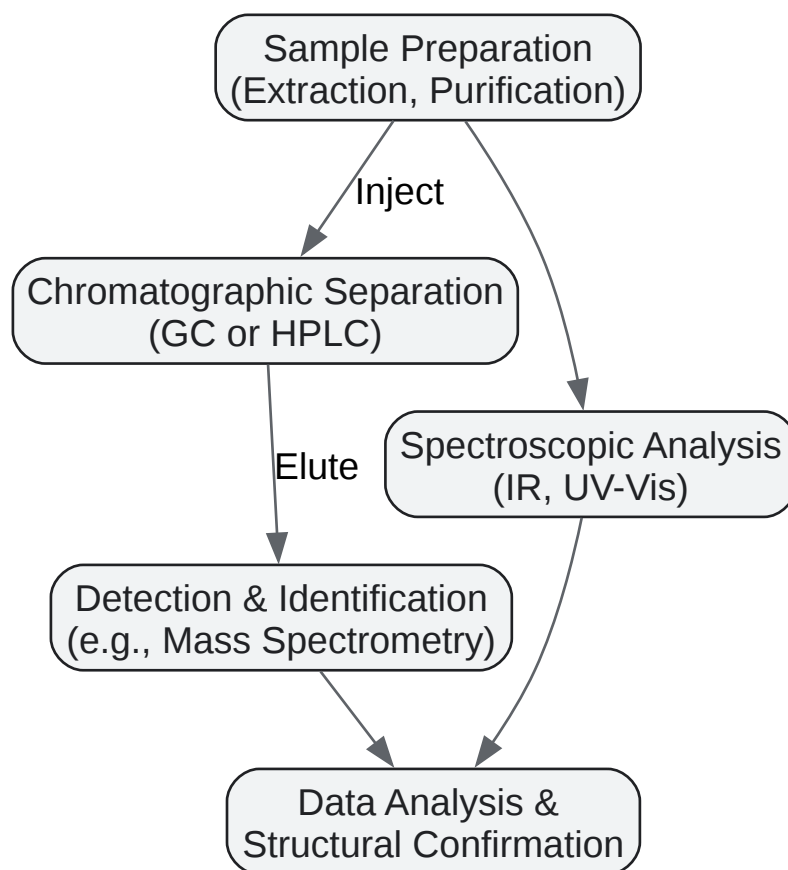 Sample Preparation
(Extraction, Purification)
Inject
Chromatographic Separation
(GC or HPLC)
Spectroscopic Analysis
(IR, UV-Vis)
Elute
Detection & Identification
(e.g., Mass Spectrometry)
Data Analysis &
Structural Confirmation